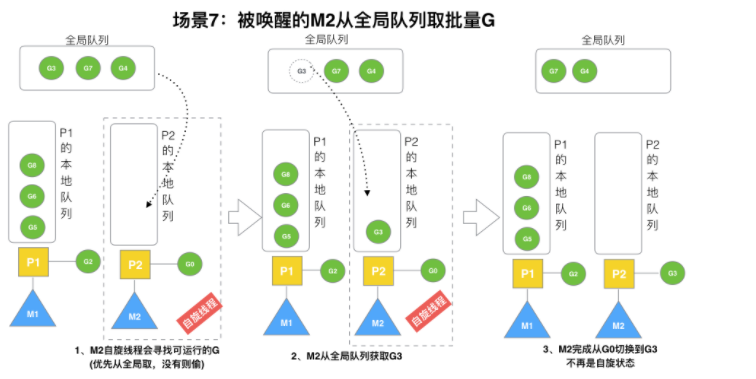 场景7：被唤醒的M2从全局队列取批量G
全局队列
G3
G7
G4
P1的本地队列
G8
G6
G5
P1
G2
M1
P2的本地队列
P2
G0
M2
自旋线程
1、M2自旋线程会寻找可运行的G
(优先从全局取，没有则偷)
全局队列
G3
G7
G4
P1的本地队列
G8
G6
G5
P1
G2
M1
P2的本地队列
G3
P2
G0
M2
自旋线程
2、M2从全局队列获取G3
全局队列
G7
G4
P1的本地队列
G8
G6
G5
P1
G2
M1
P2的本地队列
P2
G3
M2
3、M2完成从G0切换到G3
不再是自旋状态